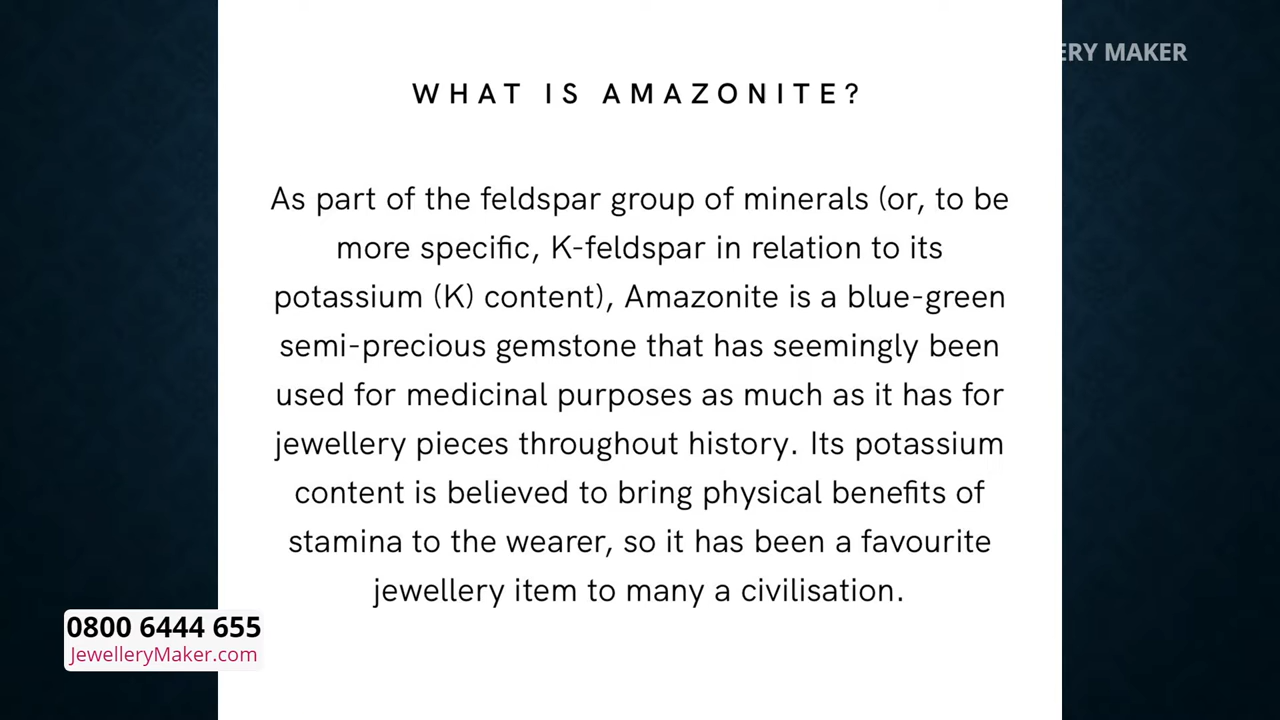 ERY MAKER
WHAT IS AMAZONITE?
As part of the feldspar group of minerals (or, to be
more specific, K-feldspar in relation to its
potassium (K) content), Amazonite is a blue-green
semi-precious gemstone that has seemingly been
used for medicinal purposes as much as it has for
jewellery pieces throughout history. Its potassium
content is believed to bring physical benefits of
stamina to the wearer, so it has been a favourite
jewellery item to many a civilisation.
0800 6444 655
JewelleryMaker.com